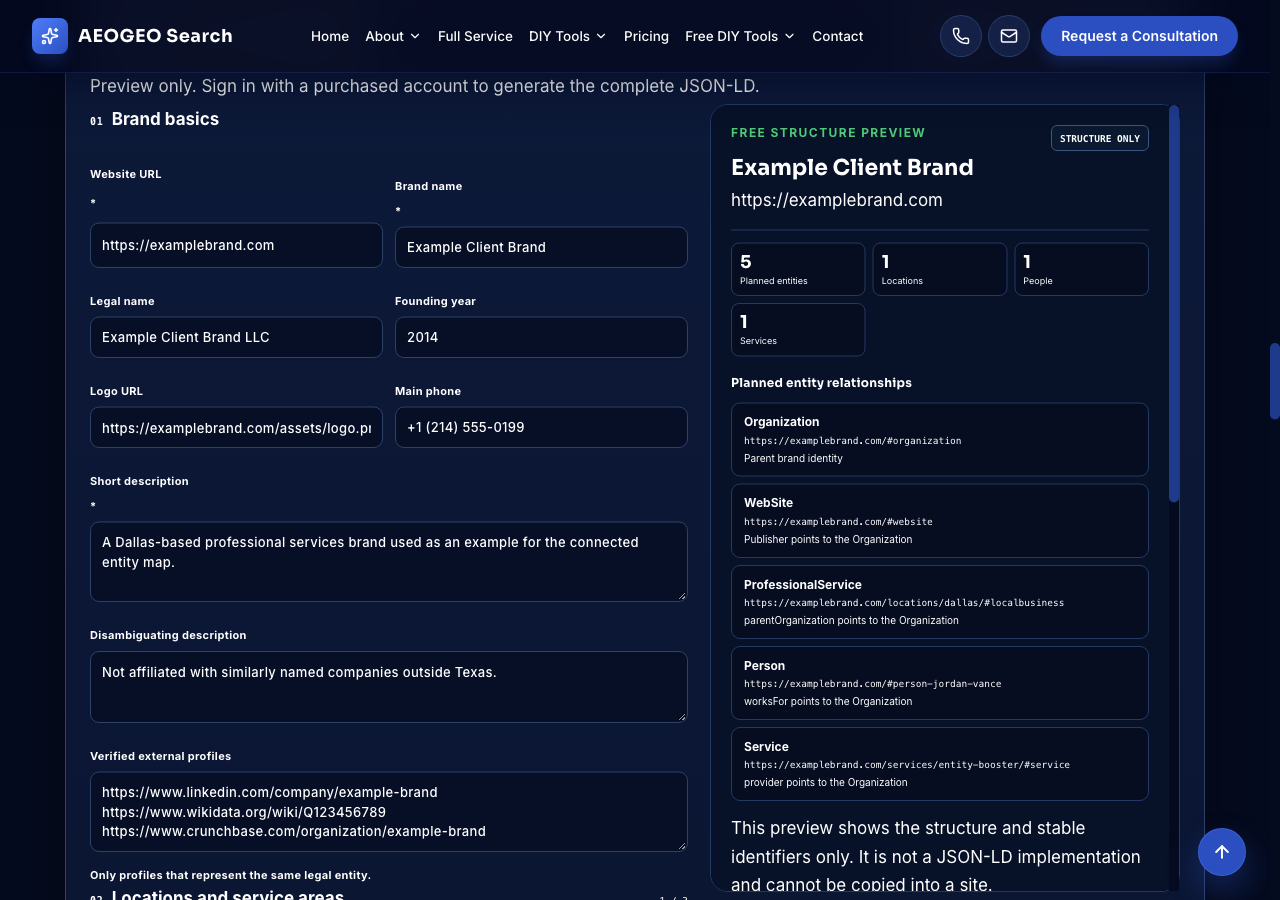 AEOGEO Search
Home
About
Full Service
DIY Tools
Pricing
Free DIY Tools
Contact
Request a Consultation
Preview only. Sign in with a purchased account to generate the complete JSON-LD.
01 Brand basics
Website URL
*
https://examplebrand.com
Brand name
*
Example Client Brand
Legal name
Example Client Brand LLC
Founding year
2014
Logo URL
https://examplebrand.com/assets/logo.pr
Main phone
+1 (214) 555-0199
Short description
*
A Dallas-based professional services brand used as an example for the connected
entity map.
Disambiguating description
Not affiliated with similarly named companies outside Texas.
Verified external profiles
https://www.linkedin.com/company/example-brand
https://www.wikidata.org/wiki/Q123456789
https://www.crunchbase.com/organization/example-brand
Only profiles that represent the same legal entity.
02 Locations and service areas
FREE STRUCTURE PREVIEW
STRUCTURE ONLY
Example Client Brand
https://examplebrand.com
5
Planned entities
1
Locations
1
People
1
Services
Planned entity relationships
Organization
https://examplebrand.com/#organization
Parent brand identity
WebSite
https://examplebrand.com/#website
Publisher points to the Organization
ProfessionalService
https://examplebrand.com/locations/dallas/#localbusiness
parentOrganization points to the Organization
Person
https://examplebrand.com/#person-jordan-vance
worksFor points to the Organization
Service
https://examplebrand.com/services/entity-booster/#service
provider points to the Organization
This preview shows the structure and stable
identifiers only. It is not a JSON-LD implementation
and cannot be copied into a site.